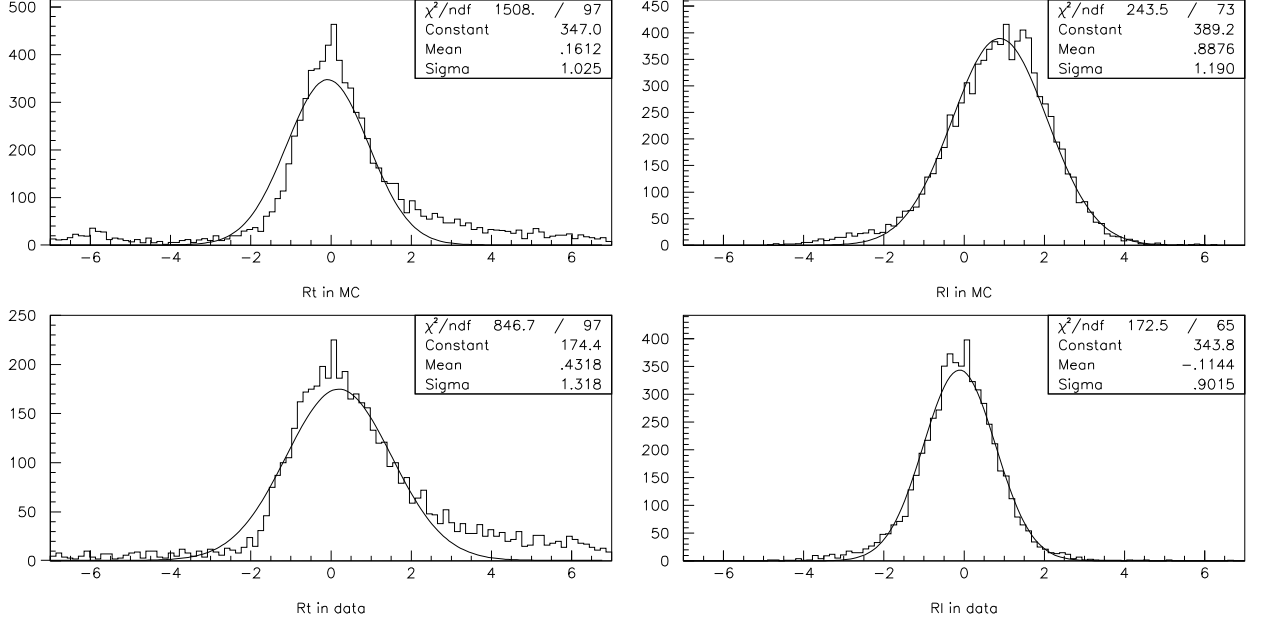 χ²/ndf 1508. / 97
Constant 347.0
Mean .1612
Sigma 1.025
500
400
300
200
100
0
−6 −4 −2 0 2 4 6
Rt in MC
χ²/ndf 243.5 / 73
Constant 389.2
Mean .8876
Sigma 1.190
450
400
350
300
250
200
150
100
50
0
−6 −4 −2 0 2 4 6
Rl in MC
χ²/ndf 846.7 / 97
Constant 174.4
Mean .4318
Sigma 1.318
250
200
150
100
50
0
−6 −4 −2 0 2 4 6
Rt in data
χ²/ndf 172.5 / 65
Constant 343.8
Mean −.1144
Sigma .9015
400
350
300
250
200
150
100
50
0
−6 −4 −2 0 2 4 6
Rl in data